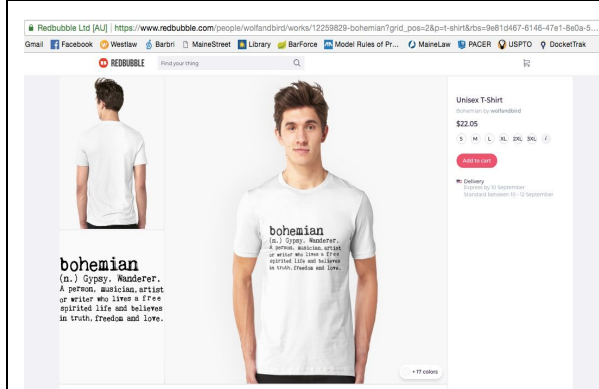 Redbubble Ltd [AU] | https://www.redbubble.com/people/wolfandbird/works/12259829-bohemian?grid_pos=2&p=t-shirt&rbs=9e81d467-6146-47e1-8e0a-5...
Gmail Facebook Westlaw Barbri MaineStreet Library BarForce Model Rules of Pr... MaineLaw PACER USPTO DocketTrak
REDBUBBLE Find your thing
Unisex T-Shirt
Bohemian by wolfandbird
$22.05
S M L XL 2XL 3XL i
Add to cart
Delivery
Express by 10 September
Standard between 10 - 12 September
bohemian
(n.) Gypsy. Wanderer.
A person, musician, artist
or writer who lives a free
spirited life and believes
in truth, freedom and love.
bohemian
(n.) Gypsy. Wanderer.
A person, musician, artist
or writer who lives a free
spirited life and believes
in truth, freedom and love.
+ 17 colors